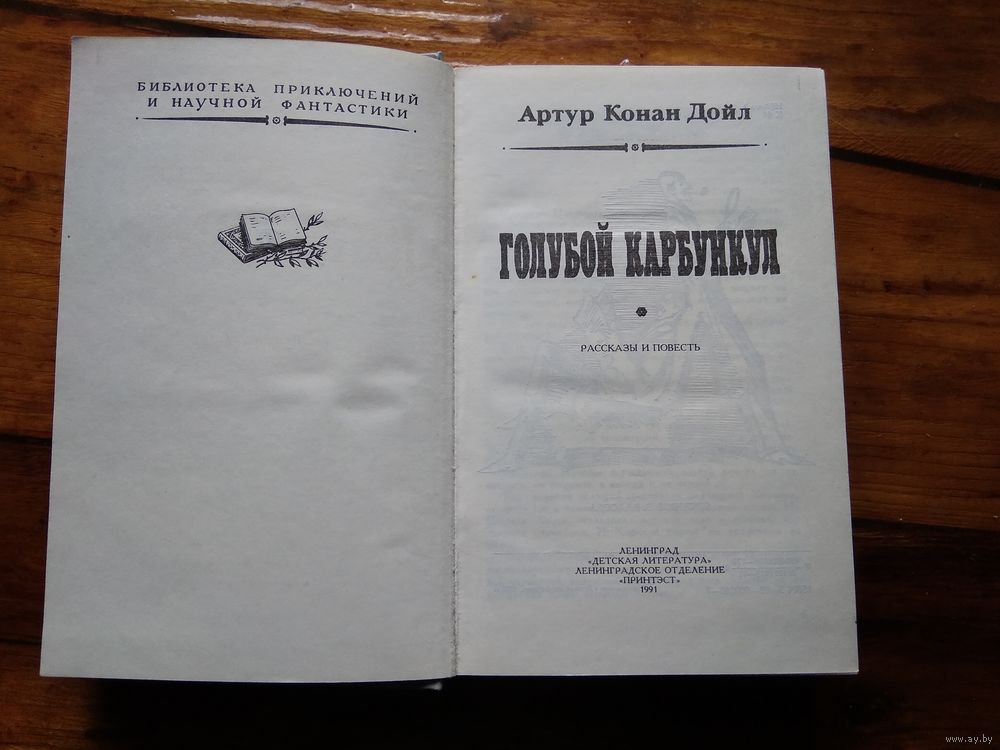 БИБЛИОТЕКА ПРИКЛЮЧЕНИЙ
И НАУЧНОЙ ФАНТАСТИКИ
Артур Конан Дойл
ГОЛУБОЙ КАРБУНКУЛ
РАССКАЗЫ И ПОВЕСТЬ
ЛЕНИНГРАД
«ДЕТСКАЯ ЛИТЕРАТУРА»
ЛЕНИНГРАДСКОЕ ОТДЕЛЕНИЕ
«ПРИНТЭСТ»
1991
www.ay.by